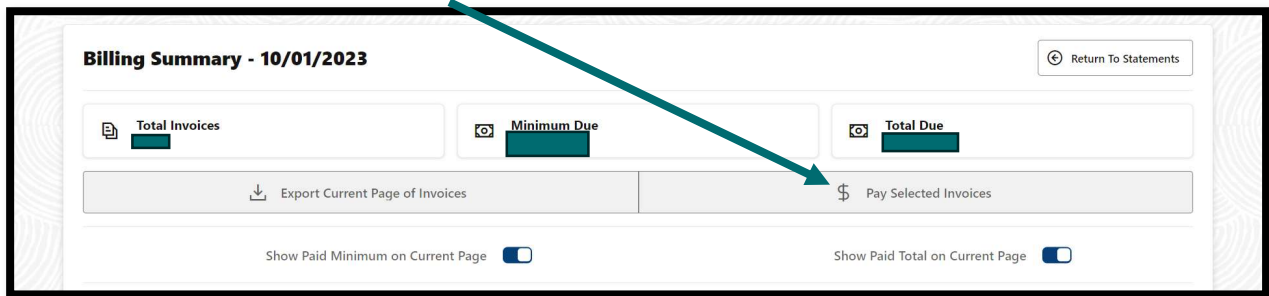 Billing Summary - 10/01/2023
Return To Statements
Total Invoices
Minimum Due
Total Due
Export Current Page of Invoices
$ Pay Selected Invoices
Show Paid Minimum on Current Page
Show Paid Total on Current Page